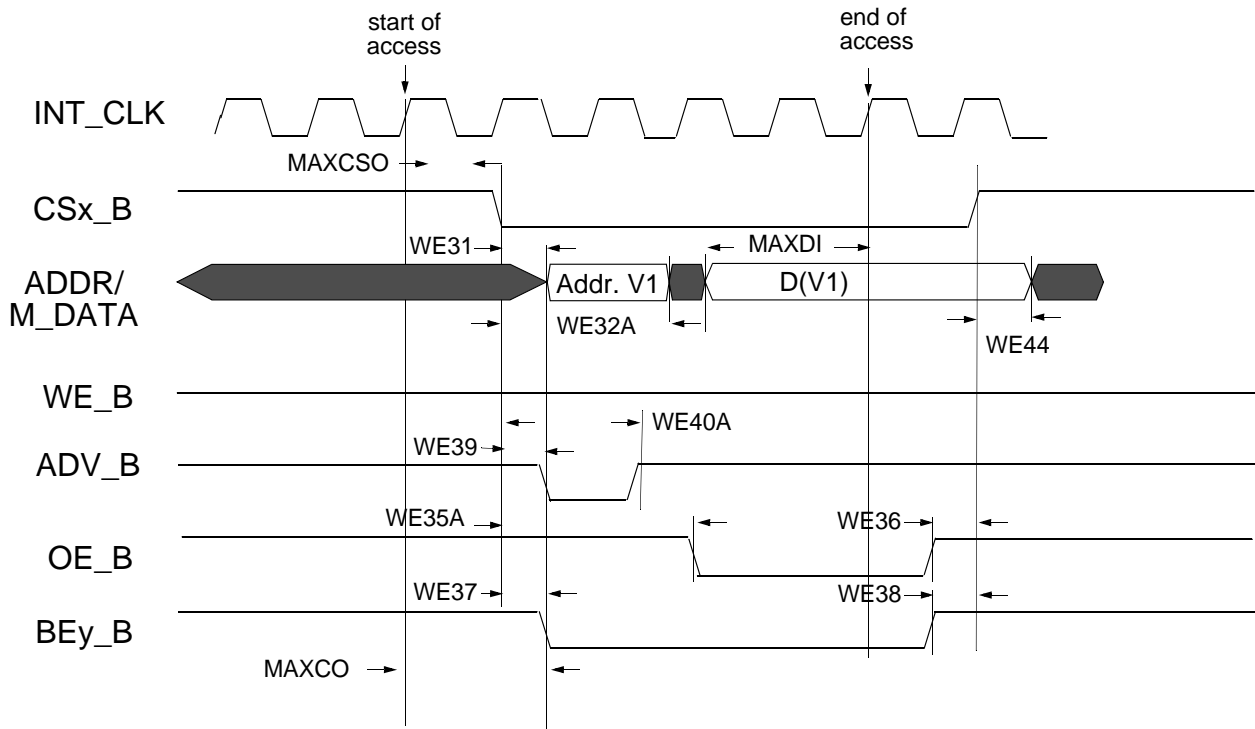 start of
access
end of
access
INT_CLK
MAXCSO
CSx_B
WE31
MAXDI
ADDR/
M_DATA
Addr. V1
D(V1)
WE32A
WE44
WE_B
WE40A
WE39
ADV_B
WE35A
WE36
OE_B
WE37
WE38
BEy_B
MAXCO